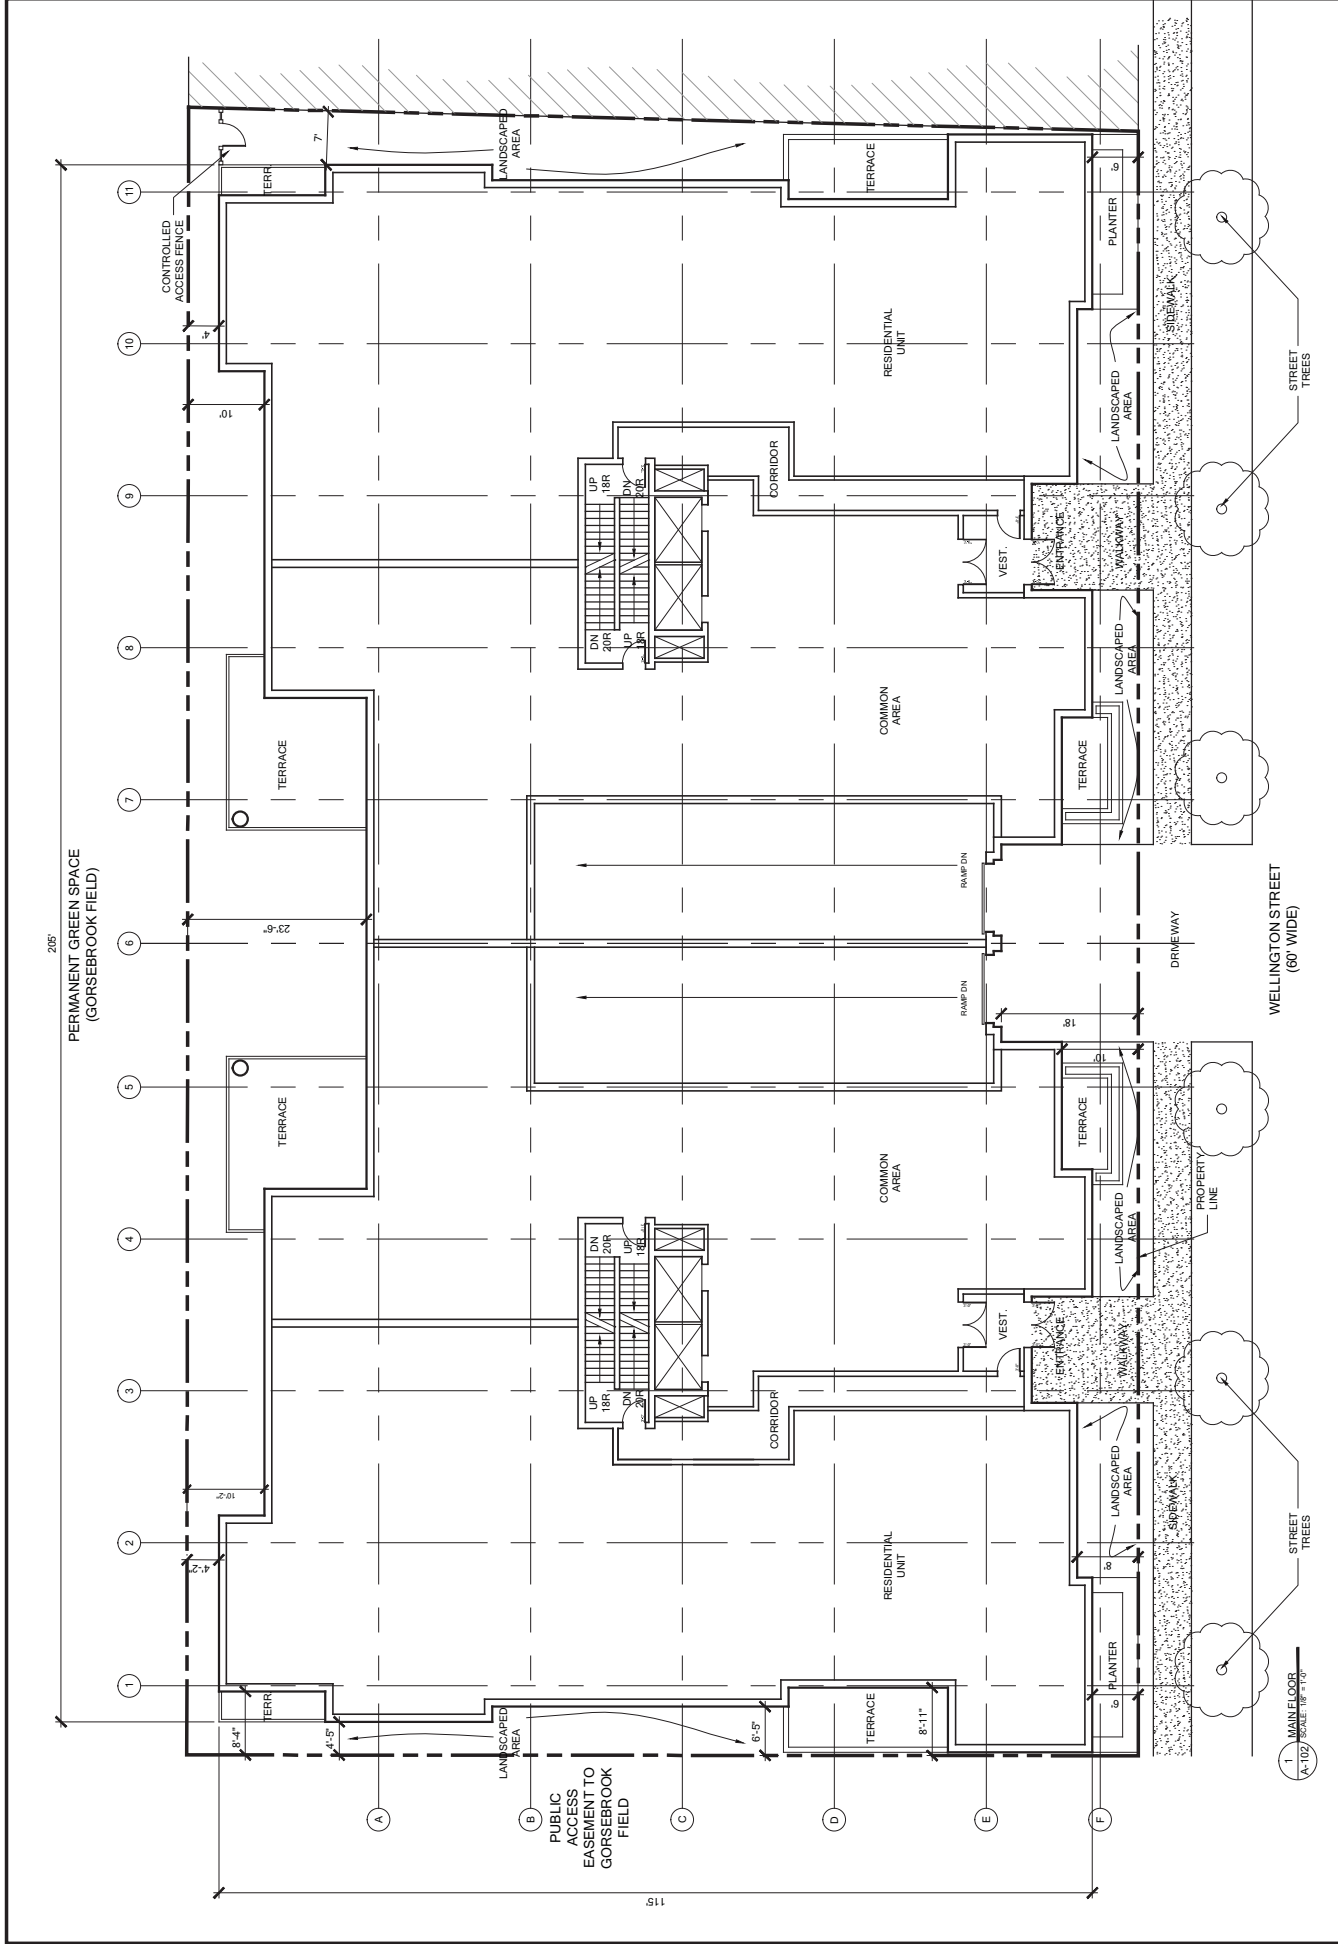 205'
PERMANENT GREEN SPACE
(GORSEBROOK FIELD)
1
2
3
4
5
6
7
8
9
10
11
CONTROLLED
ACCESS FENCE
4'-2"
10'-2"
23'-6"
10'
4'
7'
TERR.
TERRACE
TERRACE
TERR.
8'-4"
4'-5"
LANDSCAPED
AREA
LANDSCAPED
AREA
A
B
C
D
E
F
PUBLIC
ACCESS
EASEMENT TO
GORSEBROOK
FIELD
115'
UP
18R
DN
20R
DN
20R
UP
18R
DN
20R
UP
18R
UP
18R
DN
20R
CORRIDOR
CORRIDOR
6'-5"
TERRACE
8'-11"
RESIDENTIAL
UNIT
COMMON
AREA
COMMON
AREA
RESIDENTIAL
UNIT
TERRACE
RAMP DN
RAMP DN
VEST.
VEST.
ENTRANCE
ENTRANCE
18'
10'
TERRACE
TERRACE
6'
PLANTER
8'
LANDSCAPED
AREA
WALKWAY
LANDSCAPED
AREA
LANDSCAPED
AREA
WALKWAY
LANDSCAPED
AREA
PLANTER
6'
SIDEWALK
PROPERTY
LINE
DRIVEWAY
SIDEWALK
WELLINGTON STREET
(60' WIDE)
STREET
TREES
STREET
TREES
1
A-102
MAIN FLOOR
SCALE: 1/8" = 1'-0"